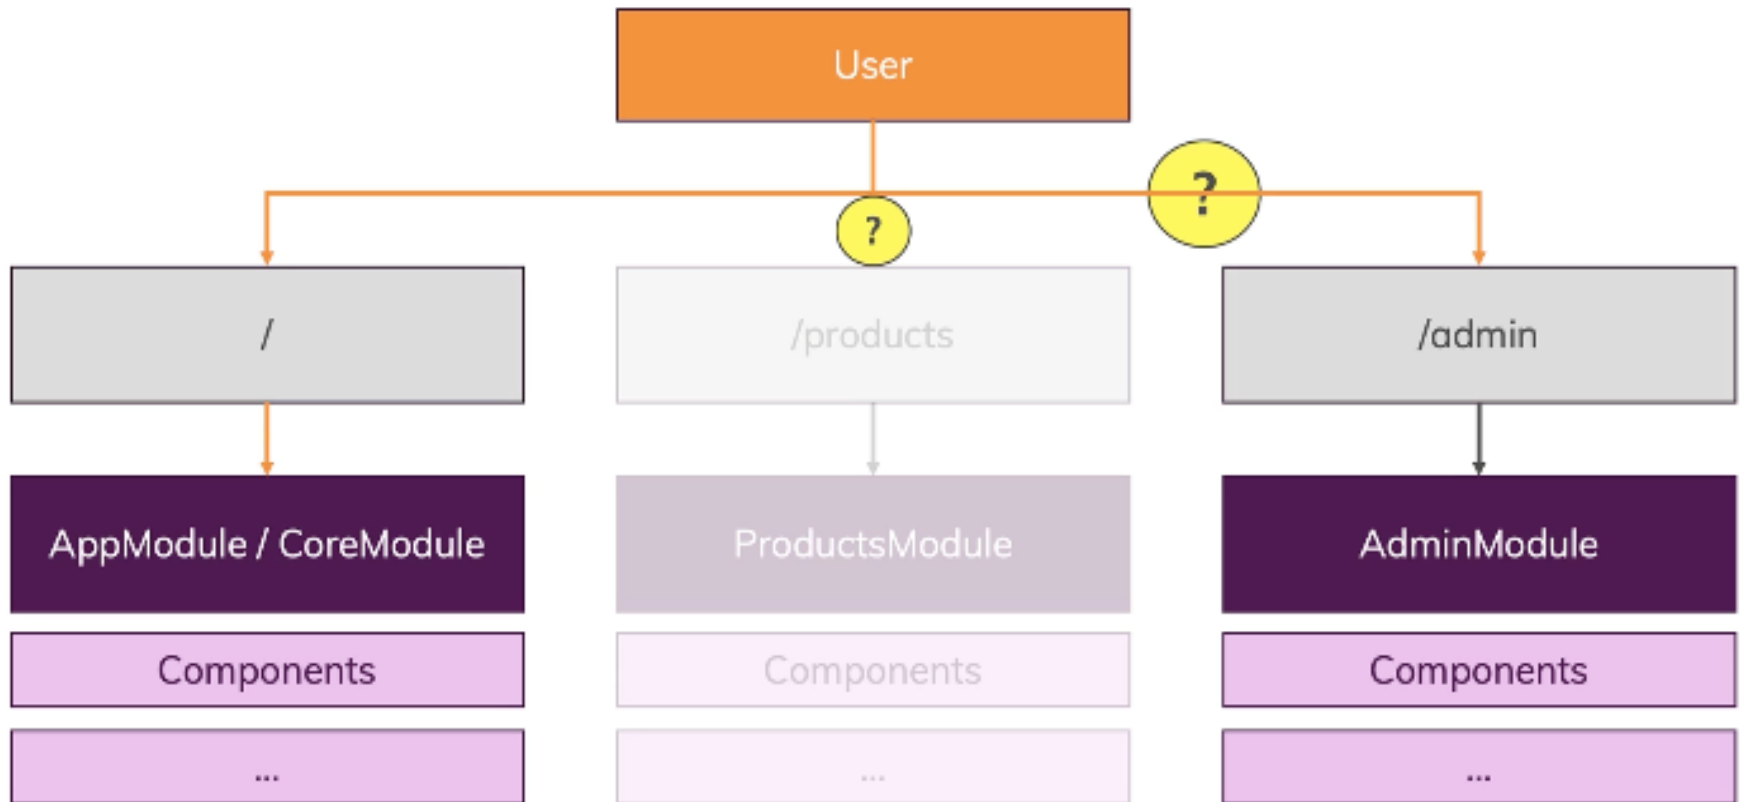 User
?
?
/
/products
/admin
AppModule / CoreModule
ProductsModule
AdminModule
Components
Components
Components
...
...
...